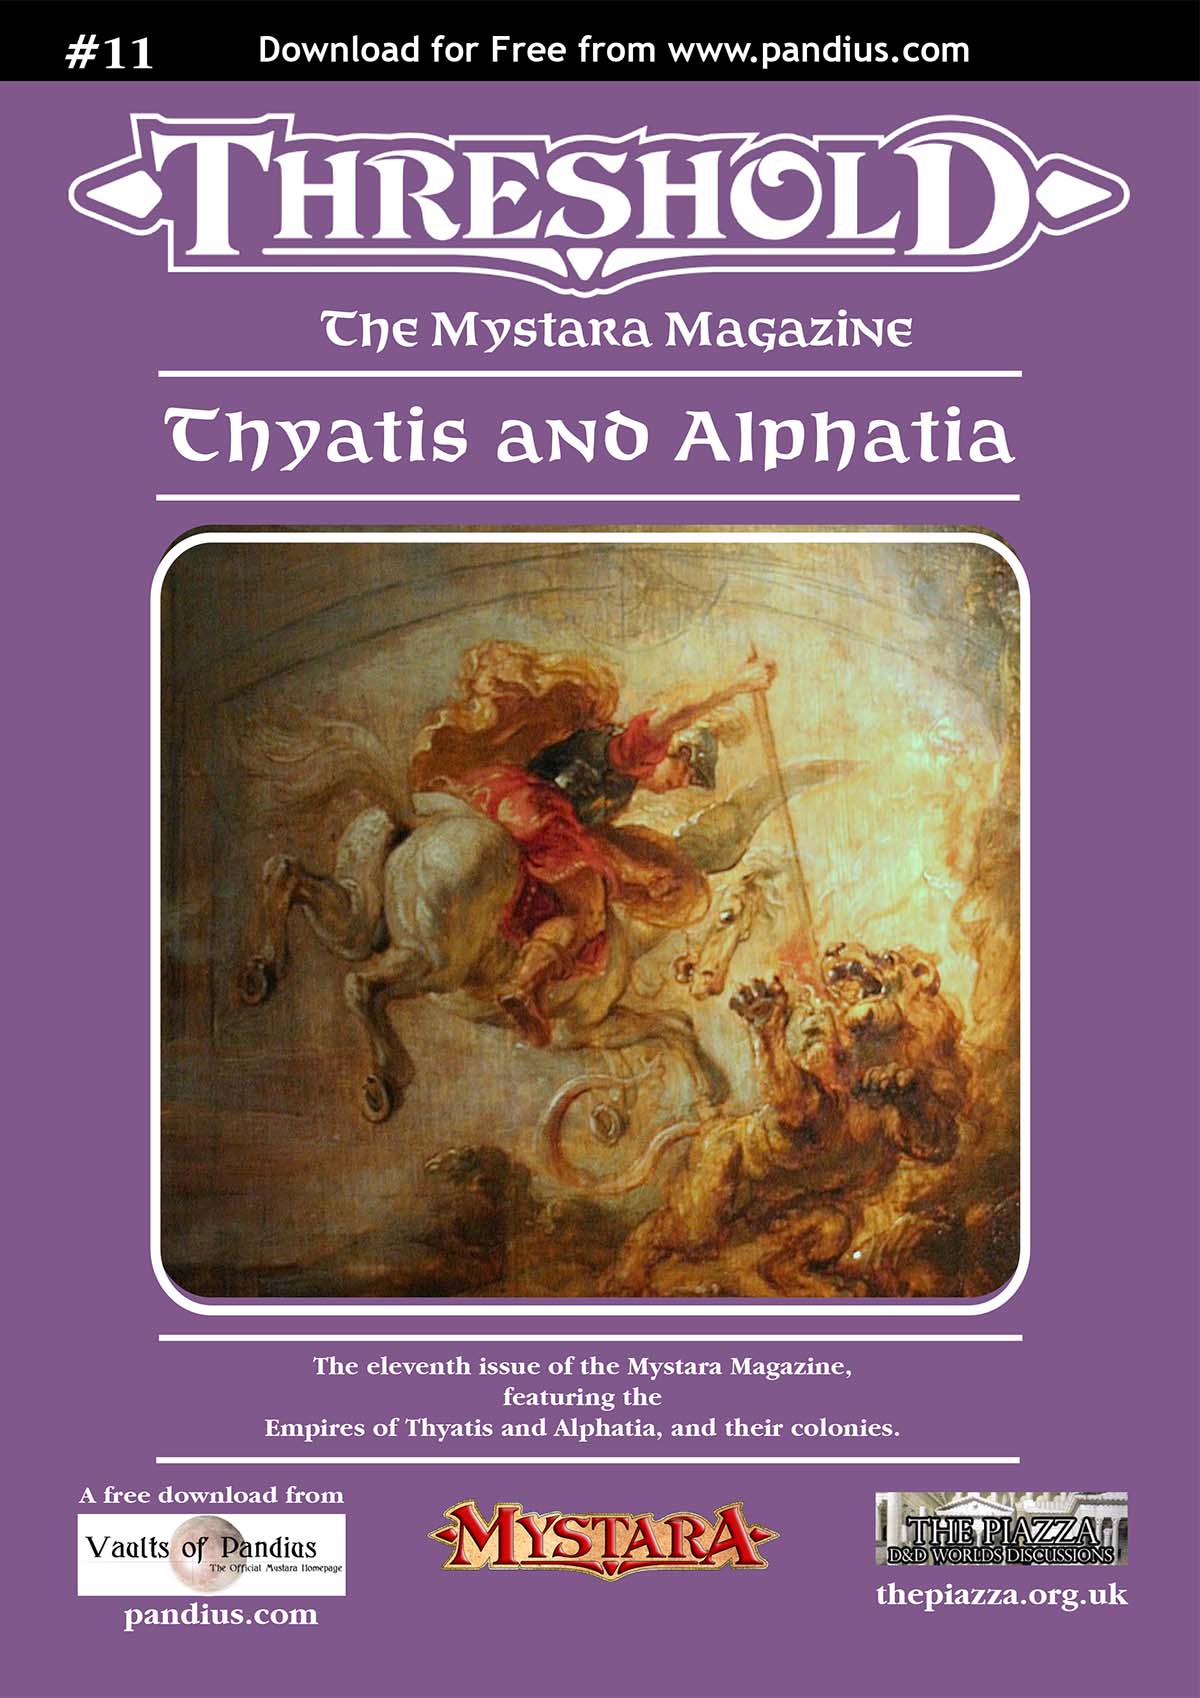 #11 Download for Free from www.pandius.com
THRESHOLD
The Mystara Magazine
Thyatis and Alphatia
The eleventh issue of the Mystara Magazine,
featuring the
Empires of Thyatis and Alphatia, and their colonies.
A free download from
Vaults of Pandius
The Official Mystara Homepage
pandius.com
MYSTARA
THE PIAZZA
D&D WORLDS DISCUSSIONS
thepiazza.org.uk